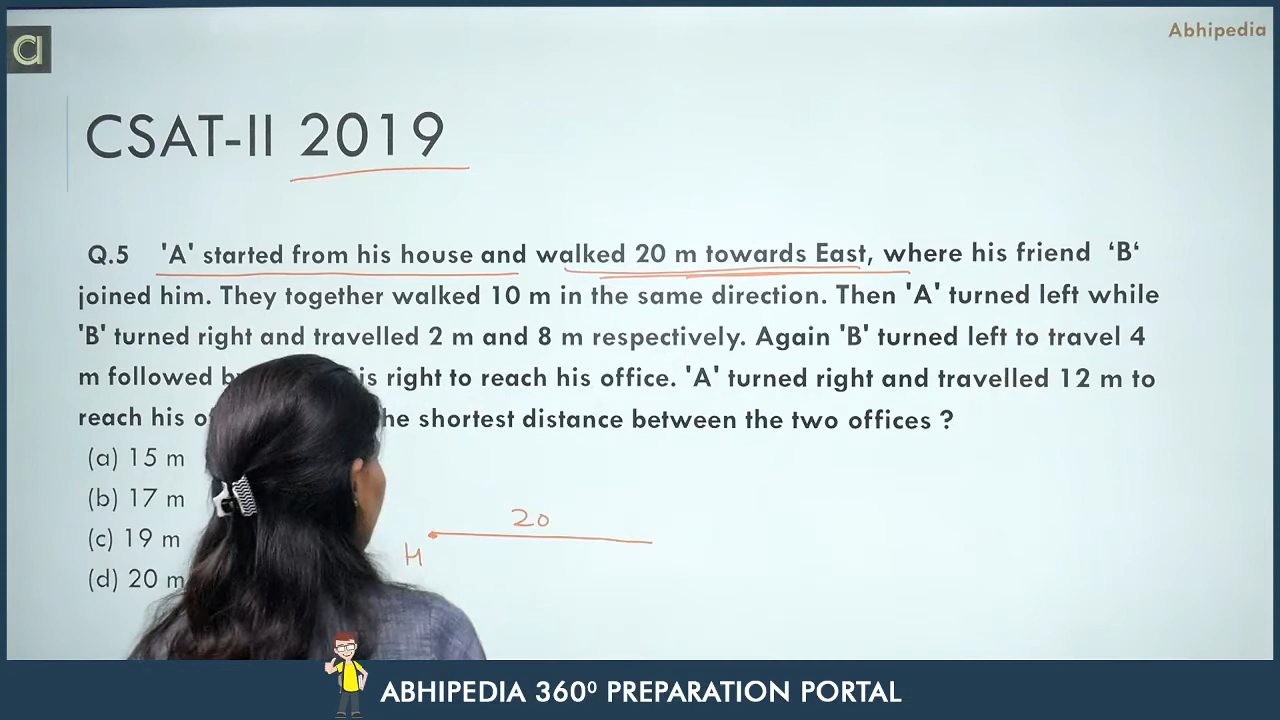 Abhipedia
CSAT-II 2019
Q.5 'A' started from his house and walked 20 m towards East, where his friend ‘B‘
joined him. They together walked 10 m in the same direction. Then 'A' turned left while
'B' turned right and travelled 2 m and 8 m respectively. Again 'B' turned left to travel 4
m followed is right to reach his office. 'A' turned right and travelled 12 m to
reach his the shortest distance between the two offices ?
(a) 15 m
(b) 17 m
(c) 19 m
(d) 20 m
20
H
ABHIPEDIA 360⁰ PREPARATION PORTAL